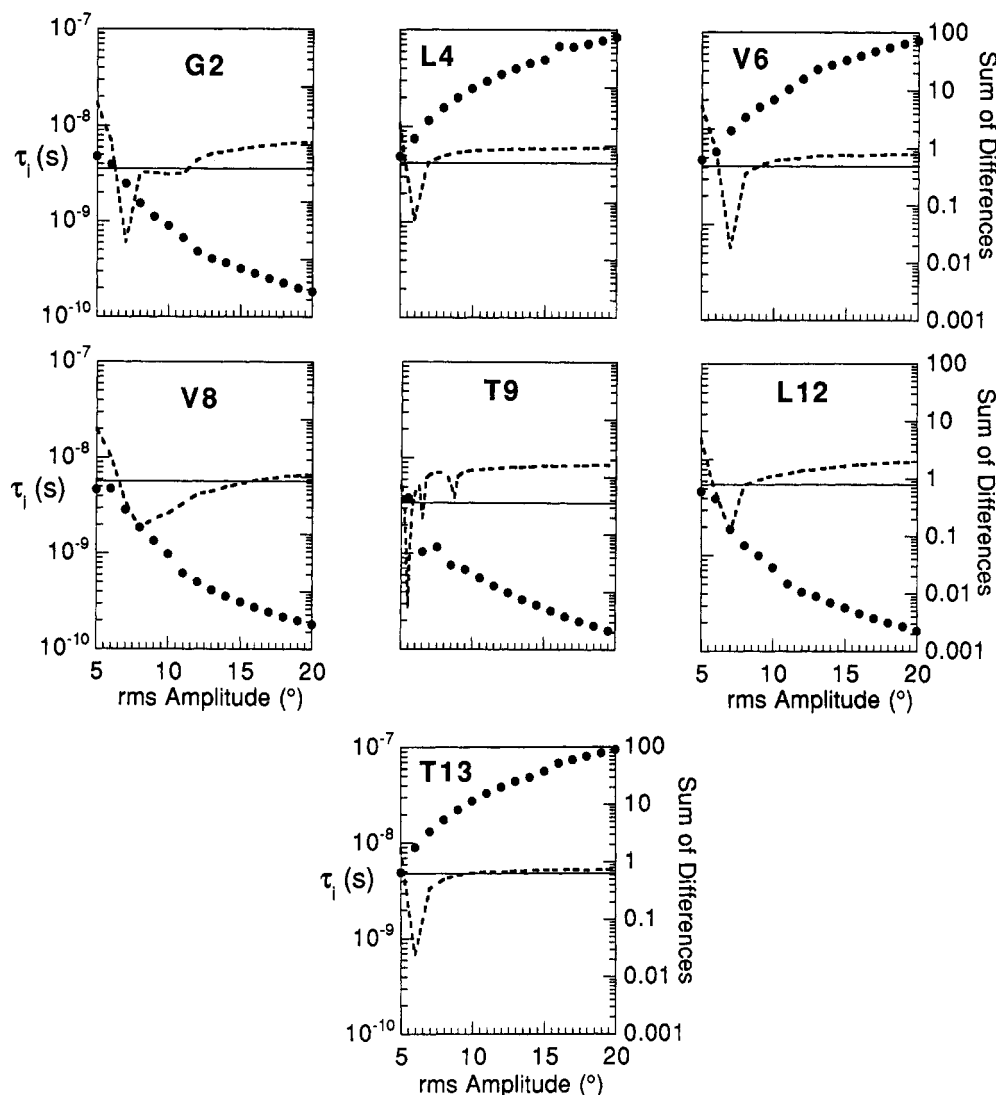 10⁻⁷
10⁻⁸
10⁻⁹
10⁻¹⁰
τᵢ (s)
G2
L4
V6
100
10
1
0.1
0.01
0.001
Sum of Differences
10⁻⁷
10⁻⁸
10⁻⁹
10⁻¹⁰
τᵢ (s)
V8
T9
L12
100
10
1
0.1
0.01
0.001
Sum of Differences
5 10 15 20
rms Amplitude (°)
5 10 15 20
rms Amplitude (°)
10⁻⁷
10⁻⁸
10⁻⁹
10⁻¹⁰
τᵢ (s)
T13
100
10
1
0.1
0.01
0.001
Sum of Differences
5 10 15 20
rms Amplitude (°)